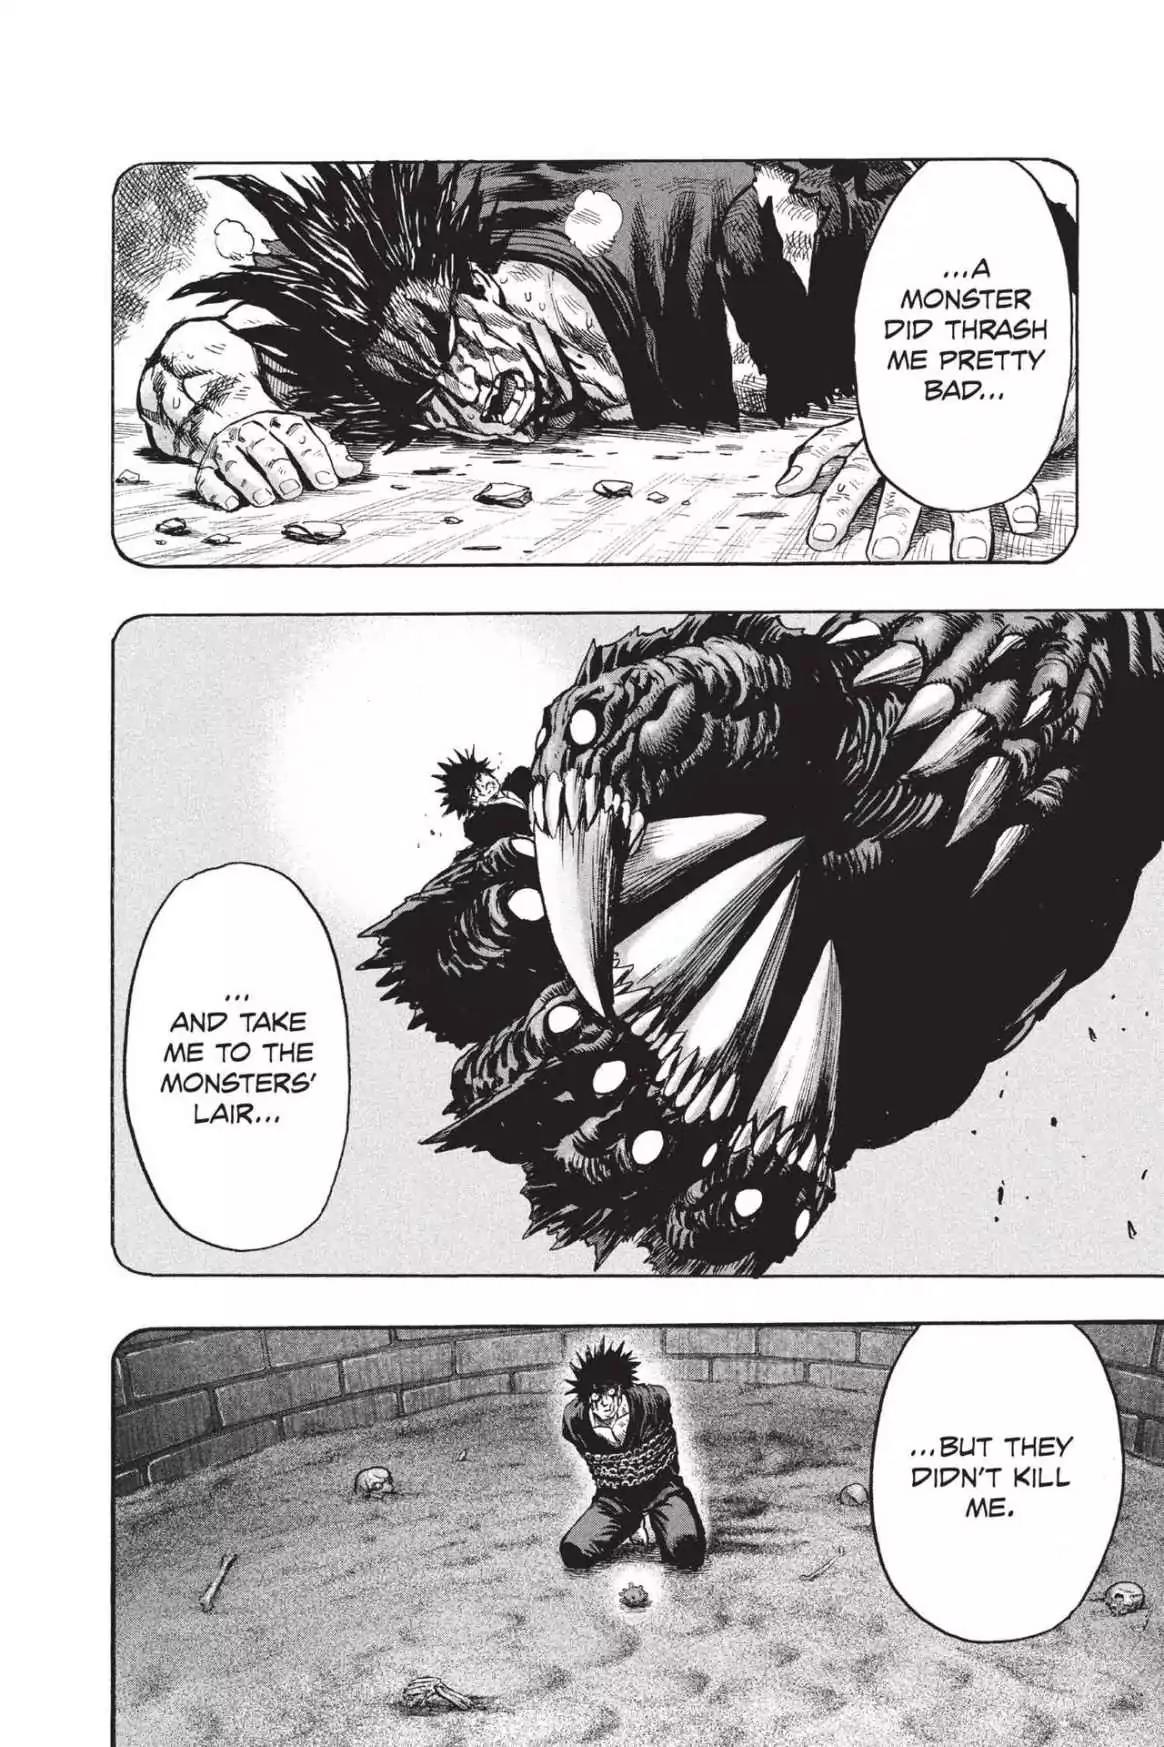 ...A
MONSTER
DID THRASH
ME PRETTY
BAD...
...
AND TAKE
ME TO THE
MONSTERS'
LAIR...
...BUT THEY
DIDN'T KILL
ME.